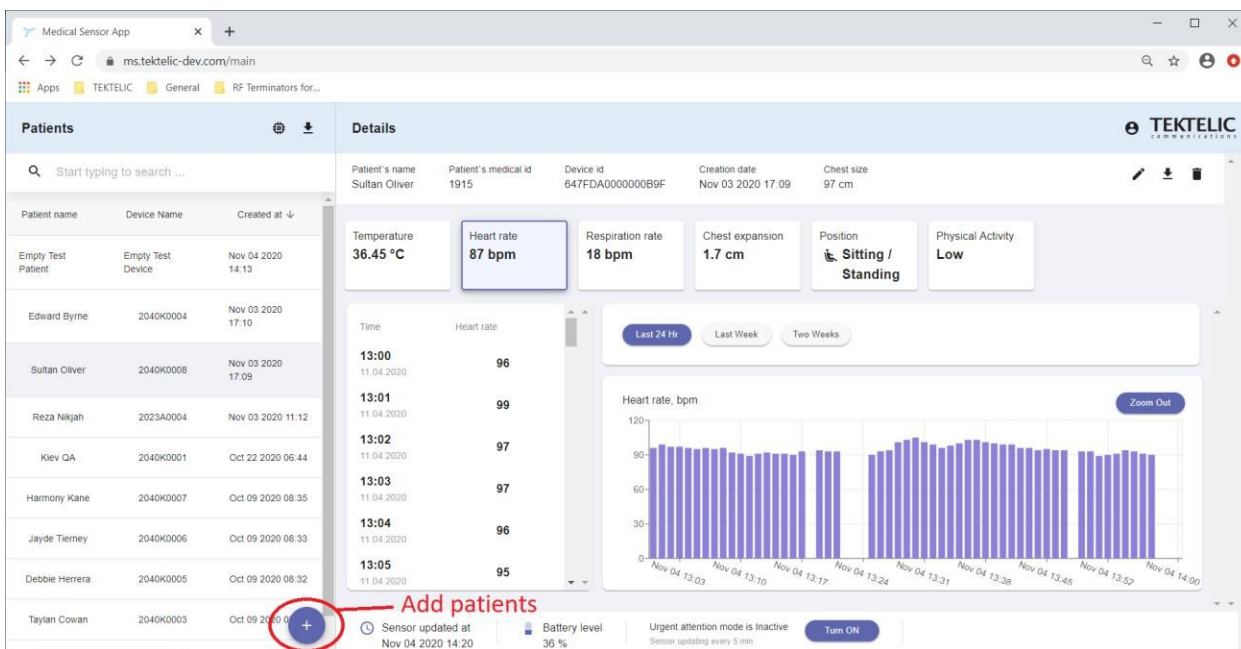 Medical Sensor App
ms.tektelic-dev.com/main
Apps TEKTELIC General RF Terminators for...
Patients
Start typing to search ...
Patient name Device Name Created at
Empty Test Patient Empty Test Device Nov 04 2020 14:13
Edward Byrne 2040K0004 Nov 03 2020 17:10
Sultan Oliver 2040K0008 Nov 03 2020 17:09
Reza Nikjah 2023A0004 Nov 03 2020 11:12
Kiev QA 2040K0001 Oct 22 2020 06:44
Harmony Kane 2040K0007 Oct 09 2020 08:35
Jayde Tierney 2040K0006 Oct 09 2020 08:33
Debbie Herrera 2040K0005 Oct 09 2020 08:32
Taylan Cowan 2040K0003 Oct 09
+
Add patients
Details
TEKTELIC
communications
Patient's name Patient's medical id Device id Creation date Chest size
Sultan Oliver 1915 647FDA0000000B9F Nov 03 2020 17:09 97 cm
Temperature Heart rate Respiration rate Chest expansion Position Physical Activity
36.45 °C 87 bpm 18 bpm 1.7 cm Sitting / Low
Standing
Time Heart rate
13:00 96
11.04.2020
13:01 99
11.04.2020
13:02 97
11.04.2020
13:03 97
11.04.2020
13:04 96
11.04.2020
13:05 95
11.04.2020
Last 24 Hr Last Week Two Weeks
Heart rate, bpm Zoom Out
120
90
60
30
0
Nov 04 13:03 Nov 04 13:10 Nov 04 13:17 Nov 04 13:24 Nov 04 13:31 Nov 04 13:38 Nov 04 13:45 Nov 04 13:52 Nov 04 14:00
Sensor updated at Battery level Urgent attention mode is Inactive Turn ON
Nov 04 2020 14:20 36 % Sensor updating every 5 min